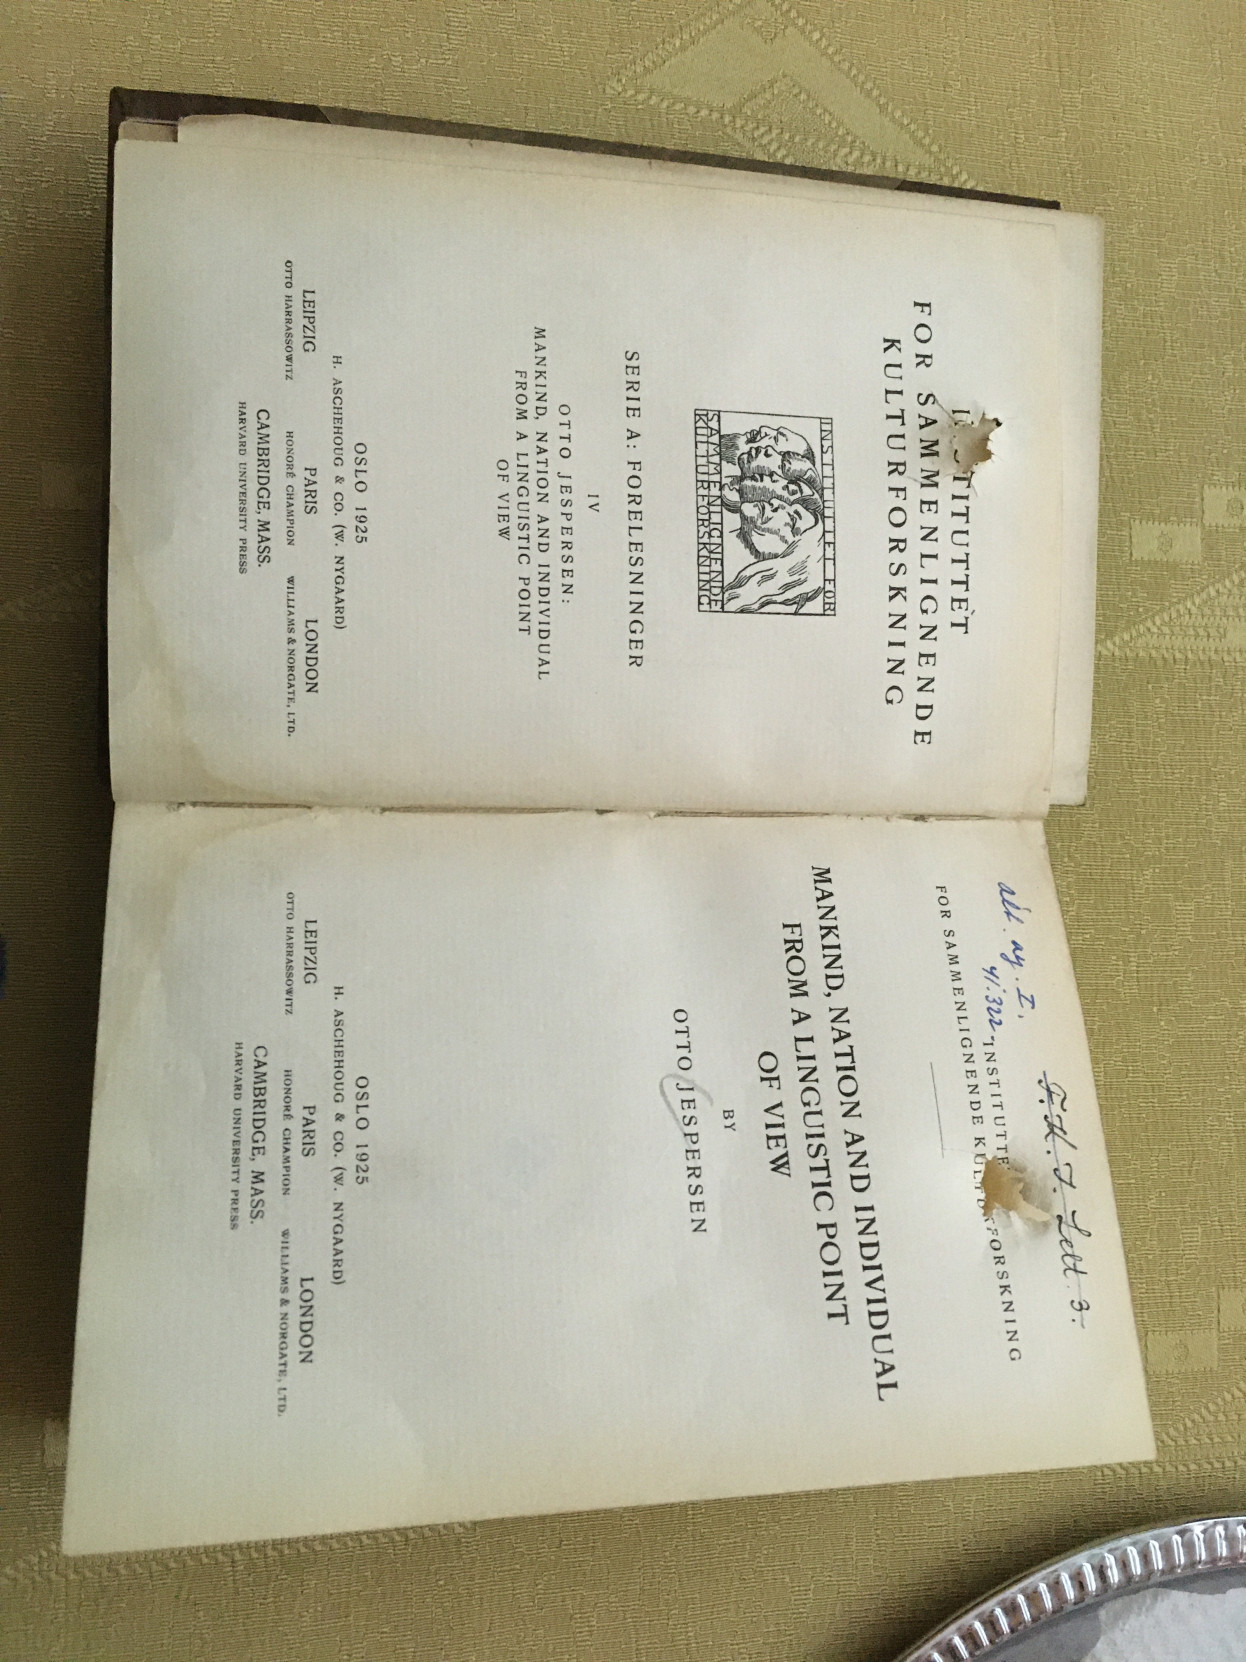 INSTITUTTET
FOR SAMMENLIGNENDE
KULTURFORSKNING
INSTITUTTET FOR
SAMMENLIGNENDE
KULTURFORSKNING
SERIE A: FORELESNINGER
IV
OTTO JESPERSEN:
MANKIND, NATION AND INDIVIDUAL
FROM A LINGUISTIC POINT
OF VIEW
OSLO 1925
H. ASCHEHOUG & CO. (W. NYGAARD)
LEIPZIG PARIS LONDON
OTTO HARRASSOWITZ HONORÉ CHAMPION WILLIAMS & NORGATE, LTD.
CAMBRIDGE, MASS.
HARVARD UNIVERSITY PRESS
3.
I.
INSTITUTTET
FOR SAMMENLIGNENDE KULTURFORSKNING
MANKIND, NATION AND INDIVIDUAL
FROM A LINGUISTIC POINT
OF VIEW
BY
OTTO JESPERSEN
OSLO 1925
H. ASCHEHOUG & CO. (W. NYGAARD)
LEIPZIG PARIS LONDON
OTTO HARRASSOWITZ HONORÉ CHAMPION WILLIAMS & NORGATE, LTD.
CAMBRIDGE, MASS.
HARVARD UNIVERSITY PRESS